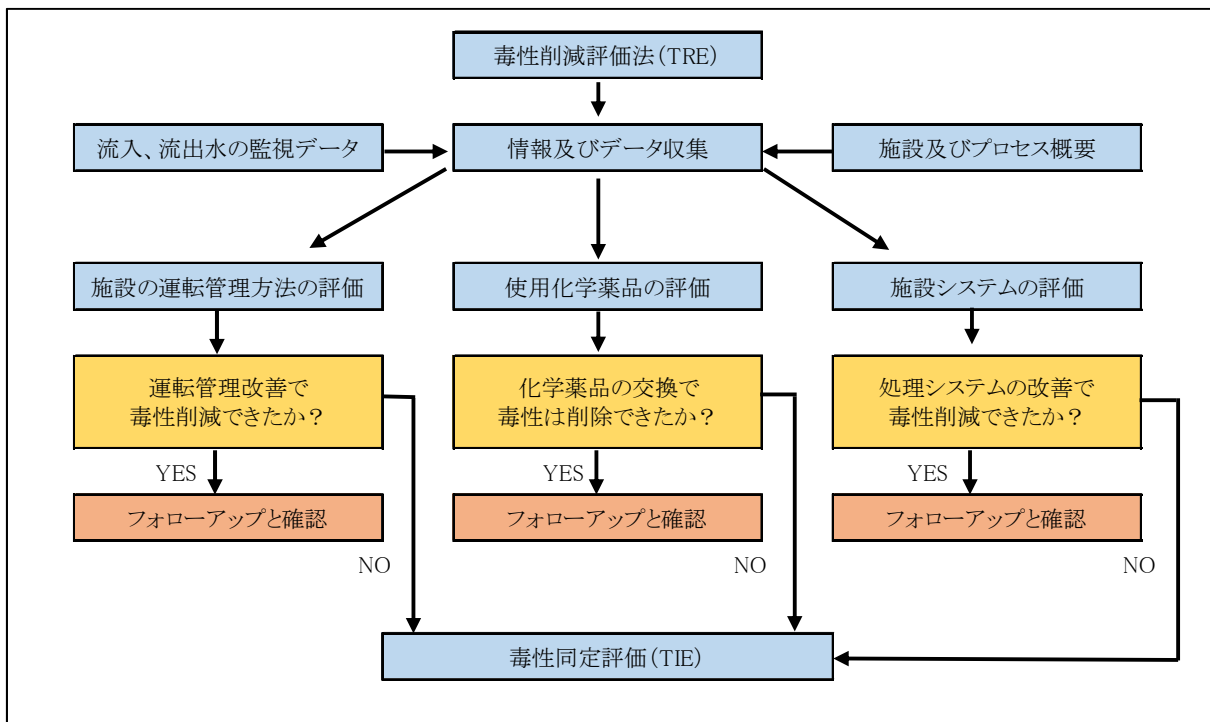 毒性削減評価法（TRE）
流入、流出水の監視データ
情報及びデータ収集
施設及びプロセス概要
施設の運転管理方法の評価
使用化学薬品の評価
施設システムの評価
運転管理改善で
毒性削減できたか？
化学薬品の交換で
毒性は削除できたか？
処理システムの改善で
毒性削減できたか？
YES
YES
YES
フォローアップと確認
フォローアップと確認
フォローアップと確認
NO
NO
NO
毒性同定評価（TIE）